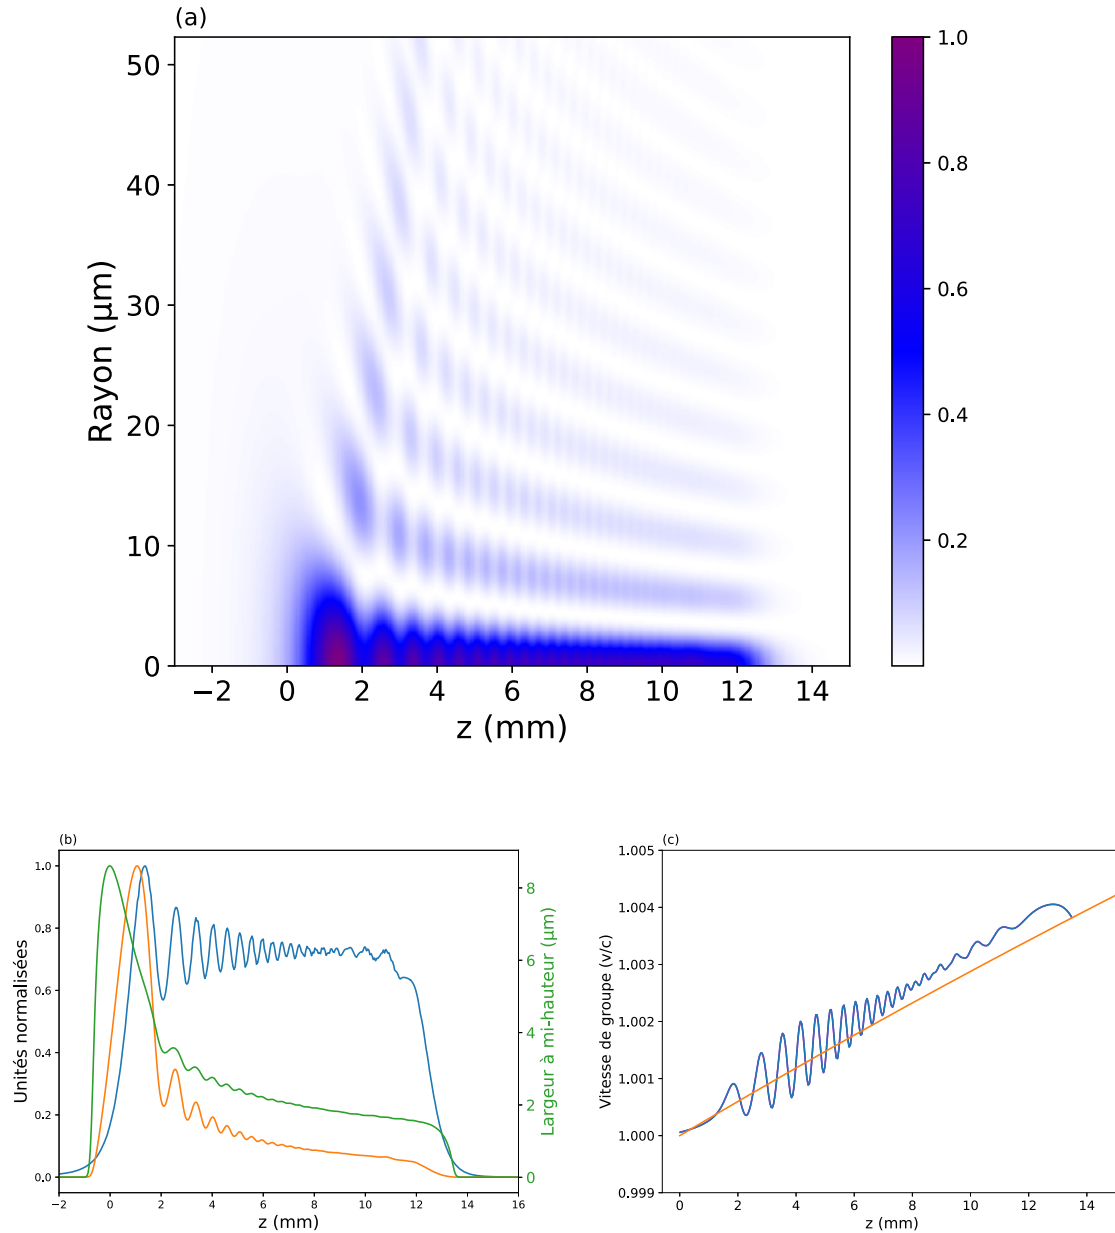 (a)
50
40
30
20
10
0
Rayon (μm)
−2 0 2 4 6 8 10 12 14
z (mm)
1.0
0.8
0.6
0.4
0.2
(b)
1.0
0.8
0.6
0.4
0.2
0.0
Unités normalisées
8
6
4
2
0
Largeur à mi-hauteur (μm)
−2 0 2 4 6 8 10 12 14 16
z (mm)
(c)
1.005
1.004
1.003
1.002
1.001
1.000
0.999
Vitesse de groupe (v/c)
0 2 4 6 8 10 12 14
z (mm)